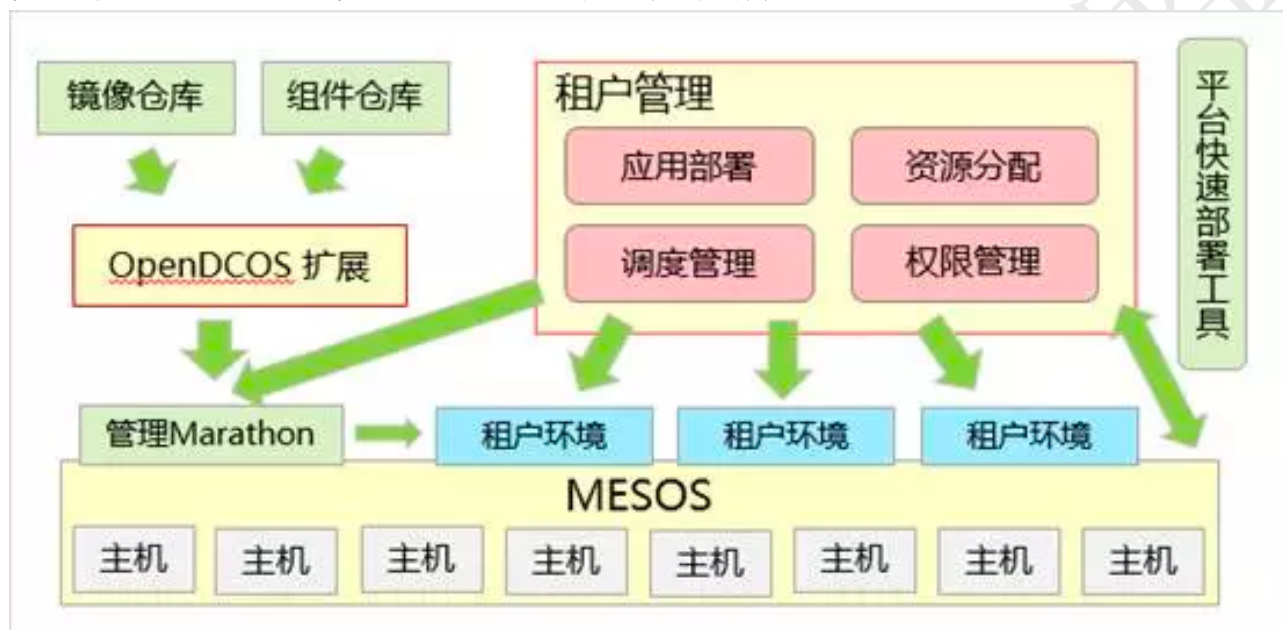 镜像仓库
组件仓库
租户管理
应用部署
资源分配
调度管理
权限管理
平台快速部署工具
OpenDCOS 扩展
管理Marathon
租户环境
租户环境
租户环境
MESOS
主机
主机
主机
主机
主机
主机
主机
主机